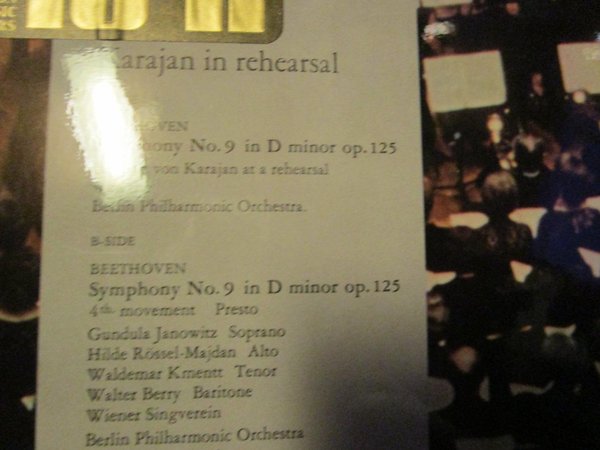 Karajan in rehearsal
No. 9 in D minor op. 125
von Karajan at a rehearsal
Berlin Philharmonic Orchestra.
B-SIDE
BEETHOVEN
Symphony No. 9 in D minor op. 125
4th movement Presto
Gundula Janowitz Soprano
Hilde Rössel-Majdan Alto
Waldemar Kmentt Tenor
Walter Berry Baritone
Wiener Singverein
Berlin Philharmonic Orchestra